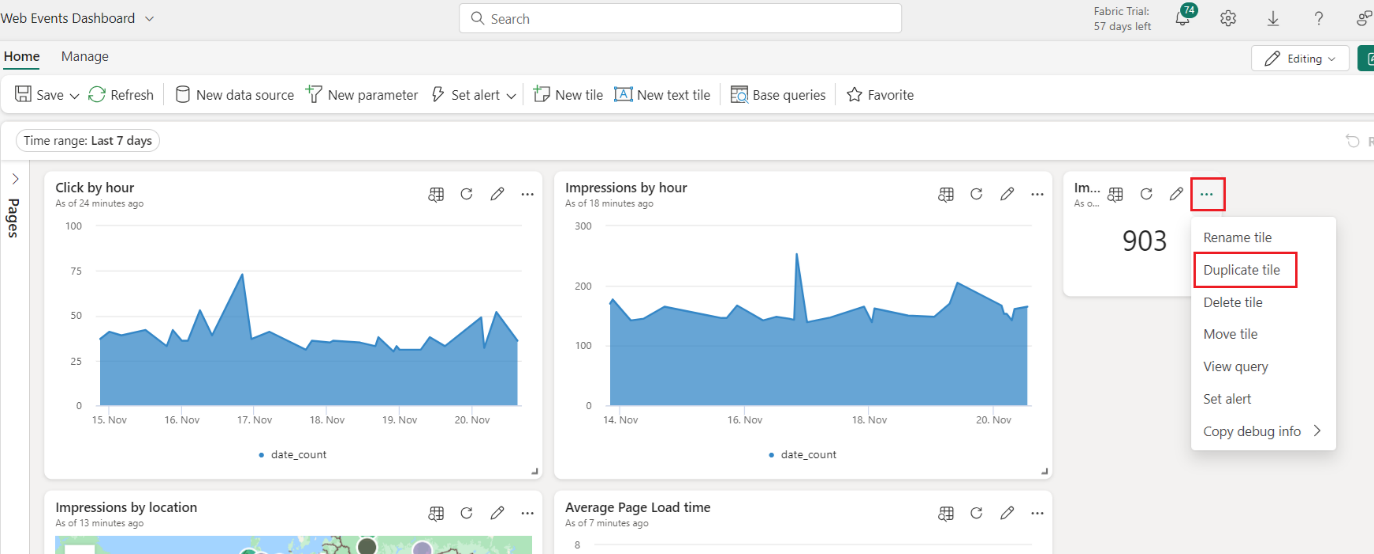 Web Events Dashboard
Search
Fabric Trial:
57 days left
74
Home
Manage
Editing
Save
Refresh
New data source
New parameter
Set alert
New tile
New text tile
Base queries
Favorite
Time range: Last 7 days
Pages
Click by hour
As of 24 minutes ago
100
75
50
25
0
15. Nov
16. Nov
17. Nov
18. Nov
19. Nov
20. Nov
date_count
Impressions by hour
As of 18 minutes ago
300
200
100
0
14. Nov
16. Nov
18. Nov
20. Nov
date_count
Im...
As o...
903
Rename tile
Duplicate tile
Delete tile
Move tile
View query
Set alert
Copy debug info
Impressions by location
As of 13 minutes ago
Average Page Load time
As of 7 minutes ago
8